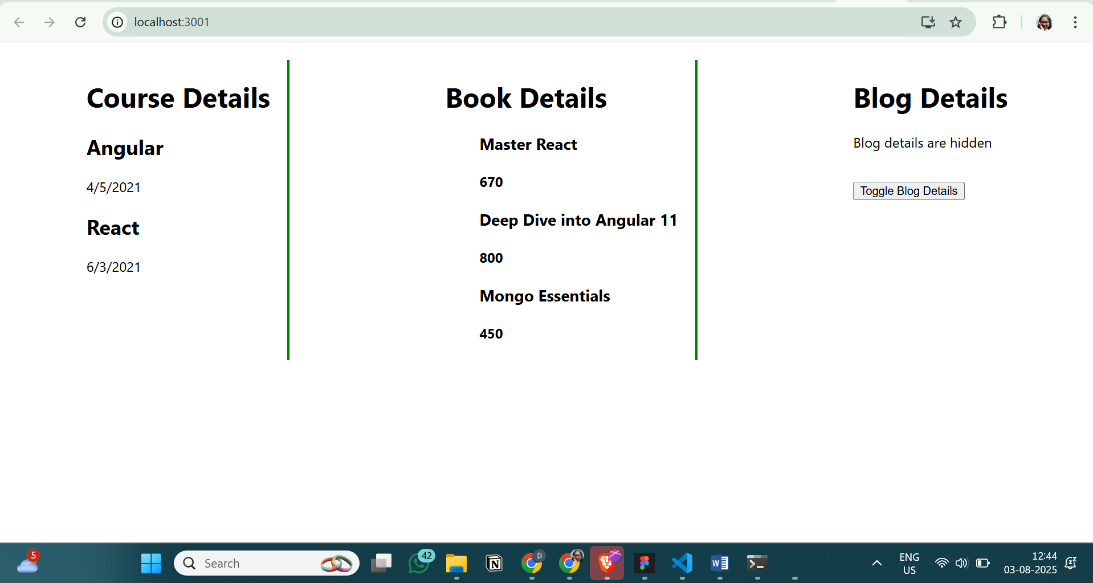 localhost:3001
Course Details
Angular
4/5/2021
React
6/3/2021
Book Details
Master React
670
Deep Dive into Angular 11
800
Mongo Essentials
450
Blog Details
Blog details are hidden
Toggle Blog Details
5
Search
42
D
ENG
US
12:44
03-08-2025